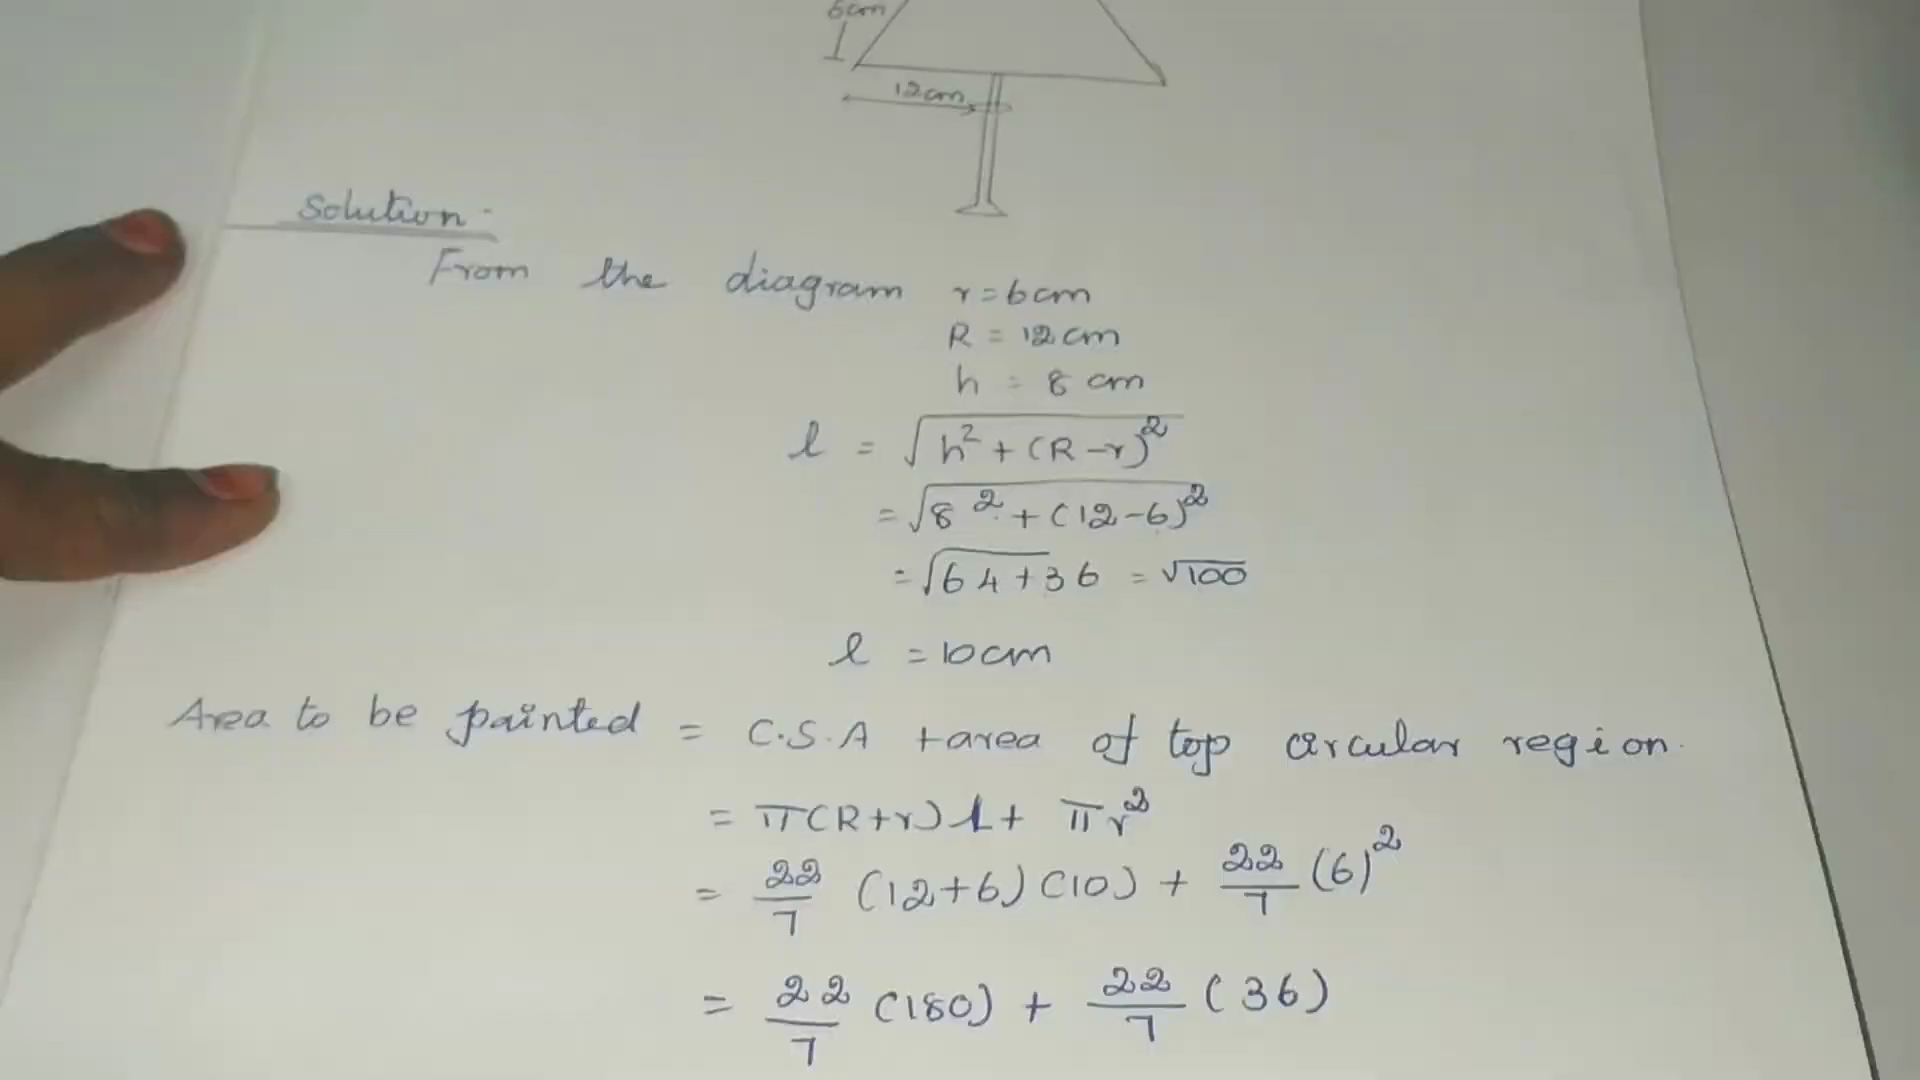 6cm
12cm
Solution:
From the diagram r=6cm
R = 12cm
h = 8 cm
l = √h² + (R-r)²
= √8² + (12-6)²
= √64+36 = √100
l = 10cm
Area to be painted = C.S.A + area of top circular region.
= π(R+r)l + πr²
= 22/7 (12+6)(10) + 22/7 (6)²
= 22/7 (180) + 22/7 (36)